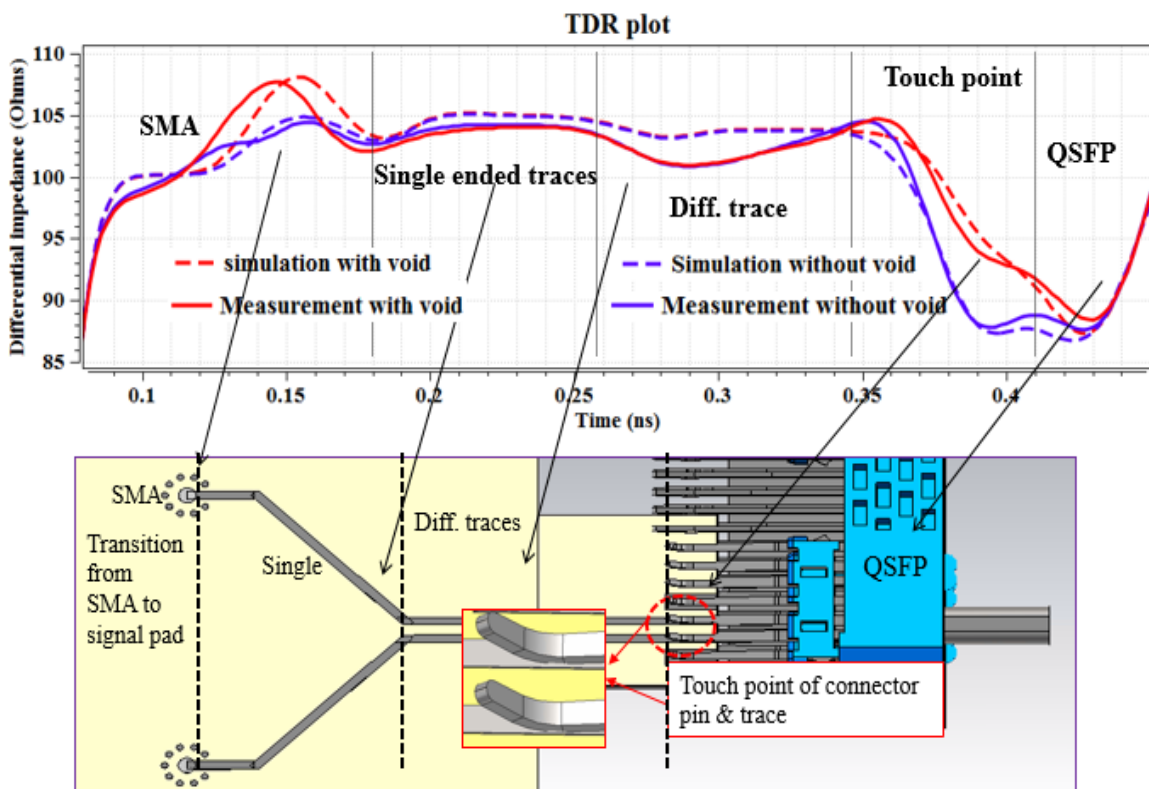 TDR plot
Differential Impedance (Ohms)
110
105
100
95
90
85
SMA
Single ended traces
Diff. trace
Touch point
QSFP
simulation with void
Measurement with void
Simulation without void
Measurement without void
0.1
0.15
0.2
0.25
0.3
0.35
0.4
Time (ns)
SMA
Transition
from
SMA to
signal pad
Single
Diff. traces
QSFP
Touch point of connector
pin & trace